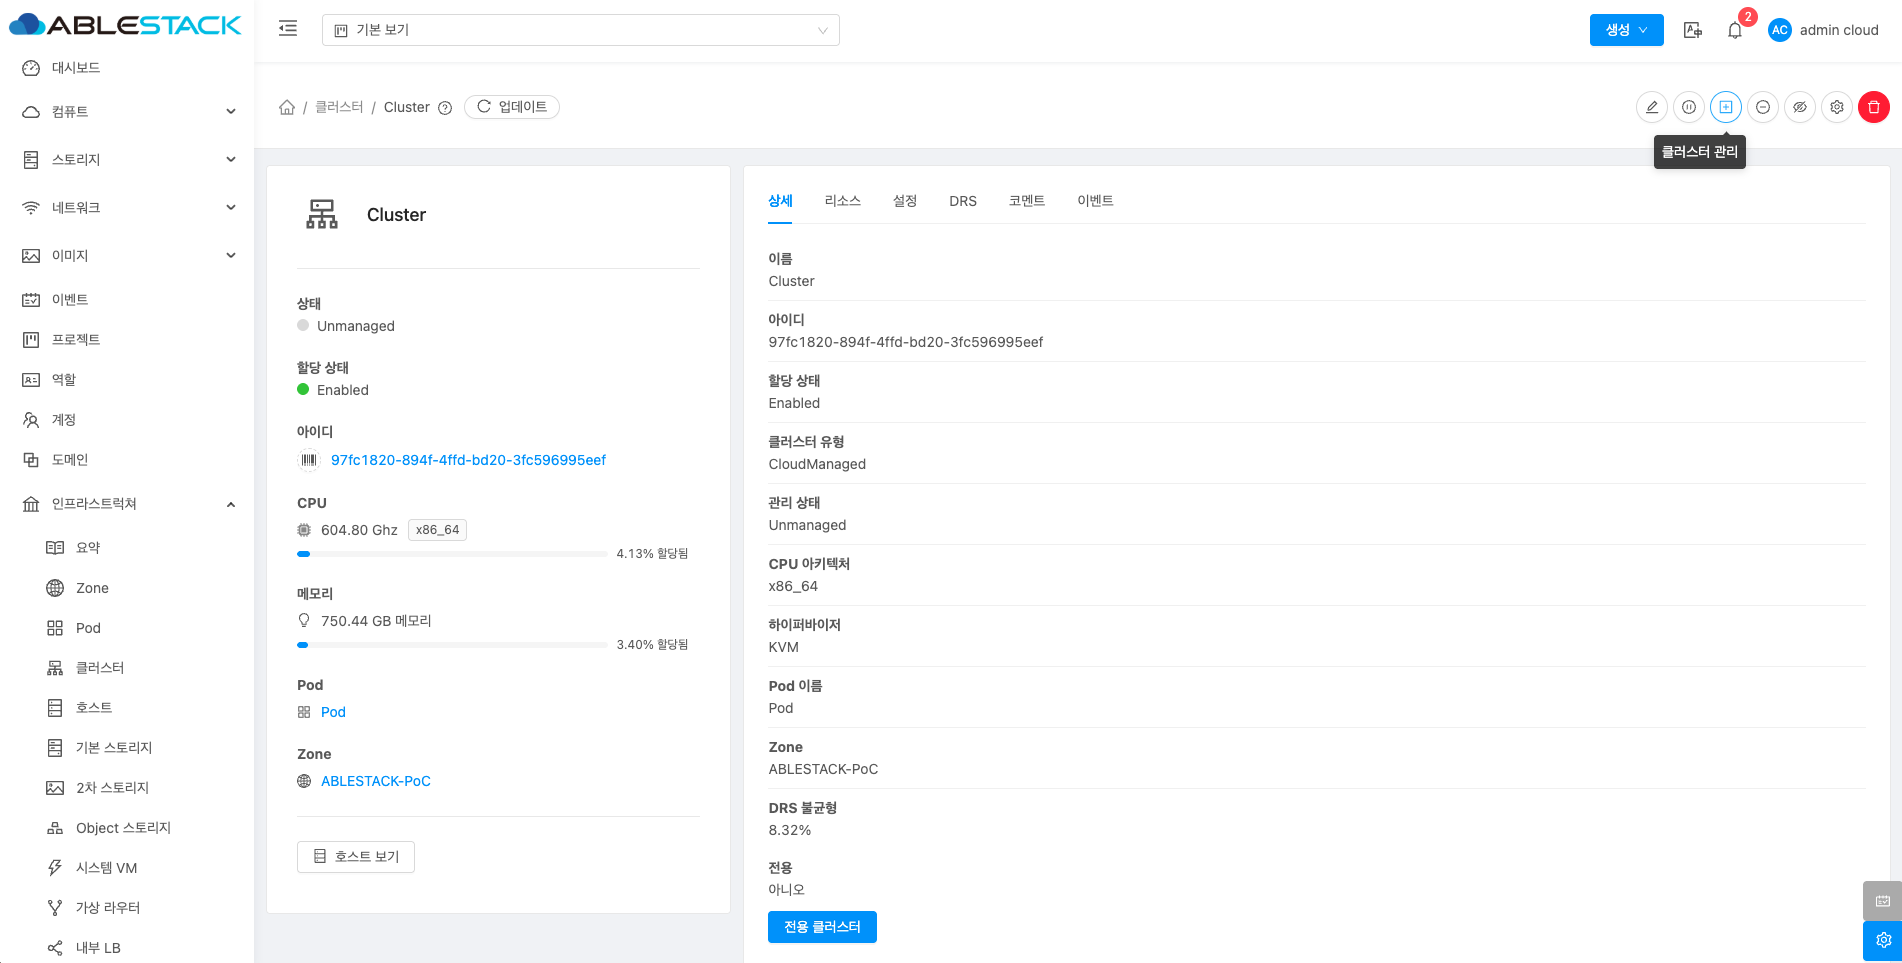 ABLESTACK
기본 보기
생성
2
AC
admin cloud
대시보드
컴퓨트
스토리지
네트워크
이미지
이벤트
프로젝트
역할
계정
도메인
인프라스트럭쳐
요약
Zone
Pod
클러스터
호스트
기본 스토리지
2차 스토리지
Object 스토리지
시스템 VM
가상 라우터
내부 LB
/ 클러스터 / Cluster
업데이트
클러스터 관리
Cluster
상태
Unmanaged
할당 상태
Enabled
아이디
97fc1820-894f-4ffd-bd20-3fc596995eef
CPU
604.80 Ghz x86_64
4.13% 할당됨
메모리
750.44 GB 메모리
3.40% 할당됨
Pod
Pod
Zone
ABLESTACK-PoC
호스트 보기
상세 리소스 설정 DRS 코멘트 이벤트
이름
Cluster
아이디
97fc1820-894f-4ffd-bd20-3fc596995eef
할당 상태
Enabled
클러스터 유형
CloudManaged
관리 상태
Unmanaged
CPU 아키텍처
x86_64
하이퍼바이저
KVM
Pod 이름
Pod
Zone
ABLESTACK-PoC
DRS 불균형
8.32%
전용
아니오
전용 클러스터